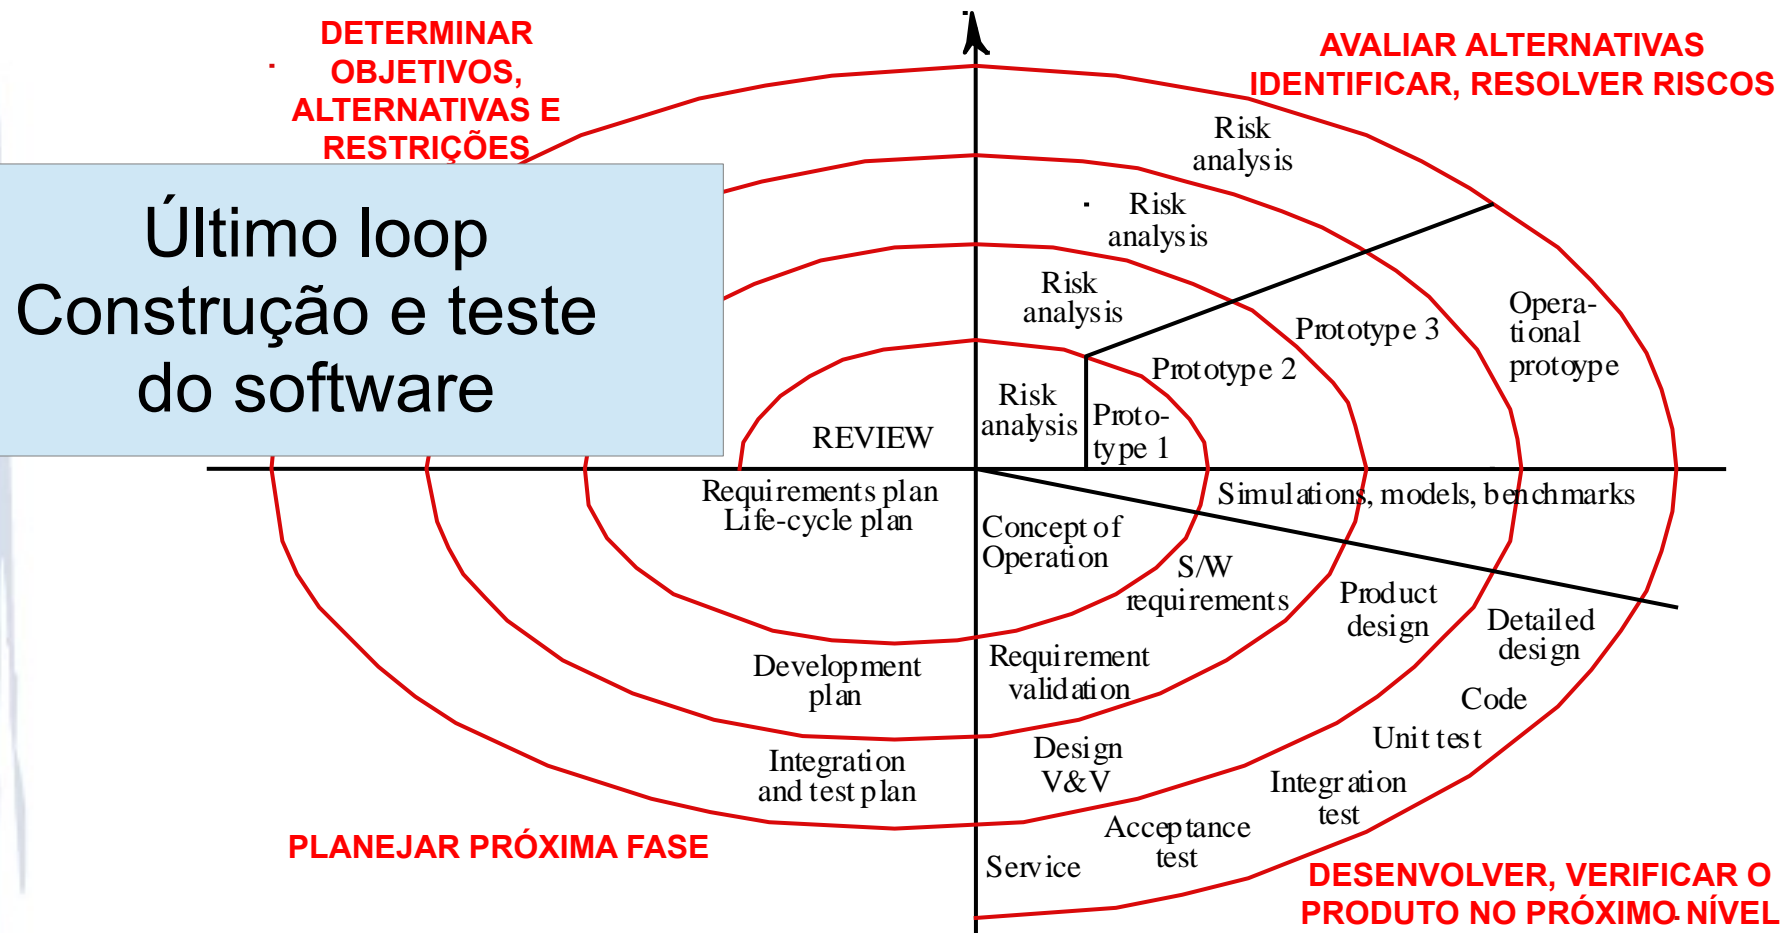 DETERMINAR
OBJETIVOS,
ALTERNATIVAS E
RESTRIÇÕES
AVALIAR ALTERNATIVAS
IDENTIFICAR, RESOLVER RISCOS
Último loop
Construção e teste
do software
Risk
analysis
Risk
analysis
Risk
analysis
Risk
analysis
Proto-
type 1
Prototype 2
Prototype 3
Opera-
tional
protoype
REVIEW
Requirements plan
Life-cycle plan
Simulations, models, benchmarks
Concept of
Operation
S/W
requirements
Product
design
Detailed
design
Development
plan
Requirement
validation
Code
Unit test
Integration
and test plan
Design
V&V
Integration
test
Acceptance
test
Service
PLANEJAR PRÓXIMA FASE
DESENVOLVER, VERIFICAR O
PRODUTO NO PRÓXIMO NÍVEL